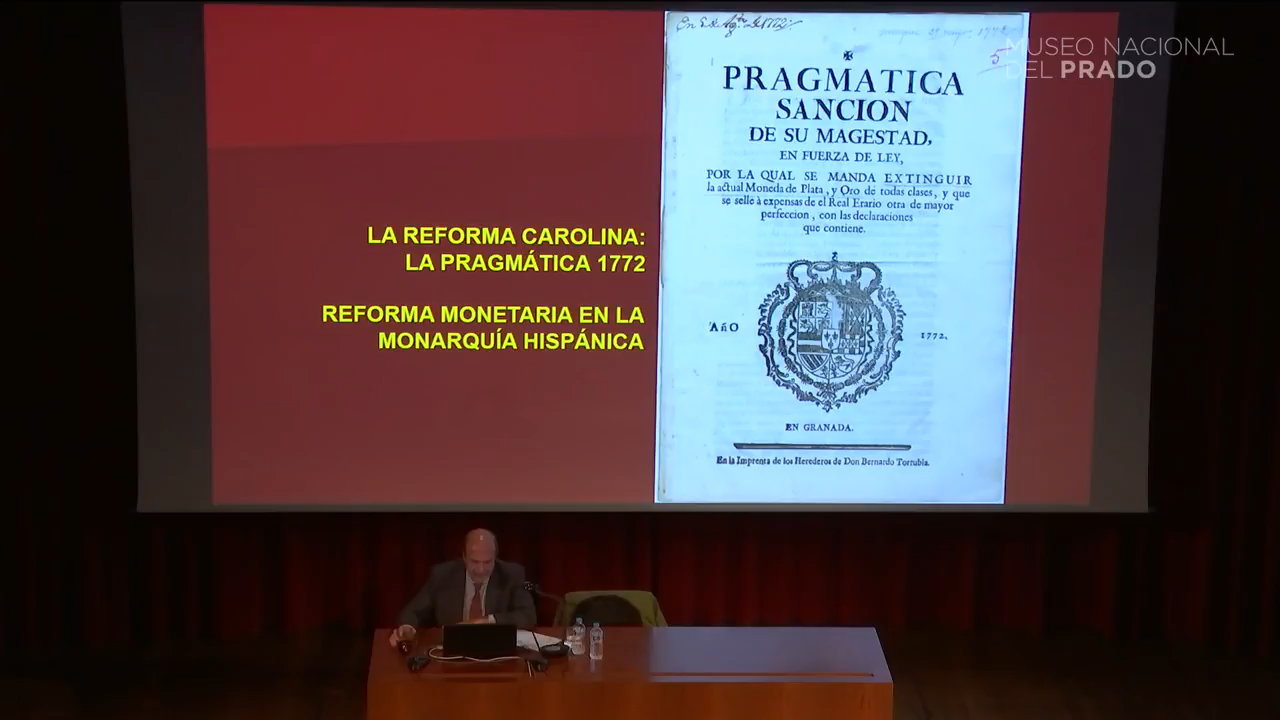 MUSEO NACIONAL
DEL PRADO
LA REFORMA CAROLINA:
LA PRAGMÁTICA 1772
REFORMA MONETARIA EN LA
MONARQUÍA HISPÁNICA
PRAGMATICA
SANCION
DE SU MAGESTAD,
EN FUERZA DE LEY,
POR LA QUAL SE MANDA EXTINGUIR
la actual Moneda de Plata, y Oro de todas clases, y que
se selle à expensas de el Real Erario otra de mayor
perfeccion, con las declaraciones
que contiene.
AñO 1772.
EN GRANADA.
En la Imprenta de los Herederos de Don Bernardo Torrubla.